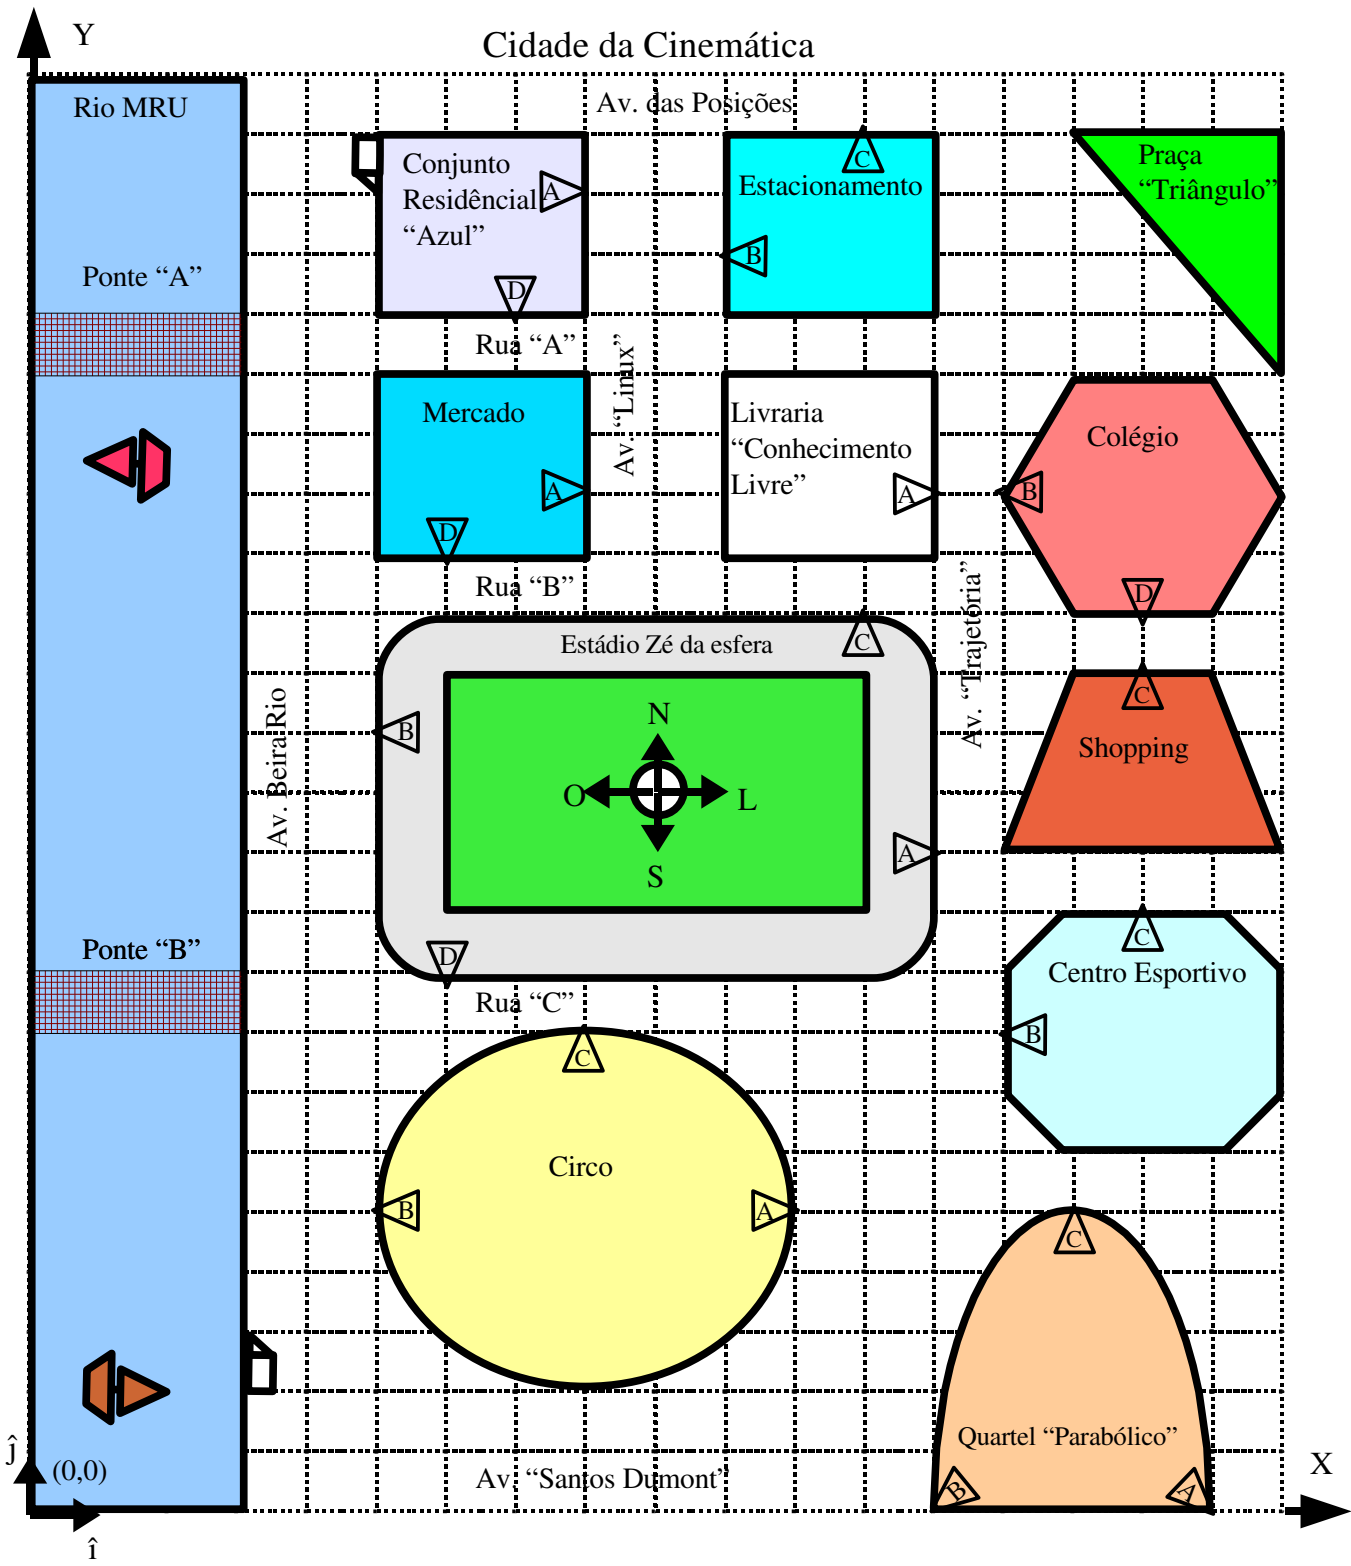 Y
Cidade da Cinemática
Rio MRU
Av. das Posições
Conjunto
Residêncial
“Azul”
A
D
C
Estacionamento
B
Praça
“Triângulo”
Ponte “A”
Rua “A”
Av. “Linux”
Mercado
A
D
Livraria
“Conhecimento
Livre”
A
Colégio
B
D
Rua “B”
Av. “Trajetória”
Estádio Zé da esfera
C
B
A
D
N
O
L
S
Av. BeiraRio
C
Shopping
Ponte “B”
Rua “C”
C
Centro Esportivo
B
C
Circo
B
A
C
Quartel “Parabólico”
B
A
Av. “Santos Dumont”
ĵ
(0,0)
X
î